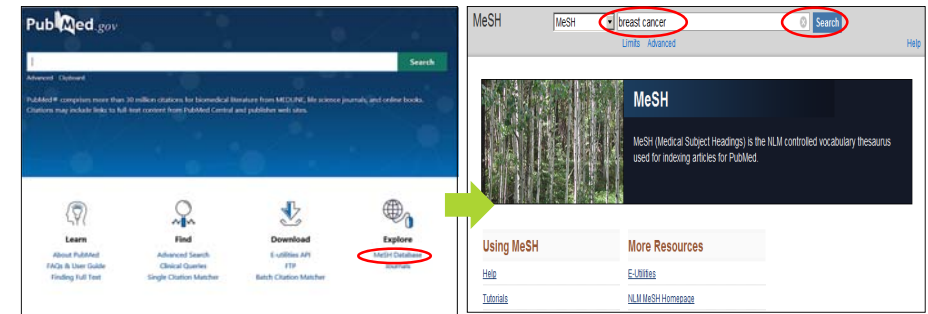 PubMed.gov
Search
Advanced Clipboard
PubMed® comprises more than 30 million citations for biomedical literature from MEDLINE, life science journals, and online books.
Citations may include links to full-text content from PubMed Central and publisher web sites.
Learn
About PubMed
FAQs & User Guide
Finding Full Text
Find
Advanced Search
Clinical Queries
Single Citation Matcher
Download
E-utilities API
FTP
Batch Citation Matcher
Explore
MeSH Database
Journals
MeSH MeSH breast cancer Search
Limits Advanced Help
MeSH
MeSH (Medical Subject Headings) is the NLM controlled vocabulary thesaurus
used for indexing articles for PubMed.
Using MeSH
Help
Tutorials
More Resources
E-Utilities
NLM MeSH Homepage